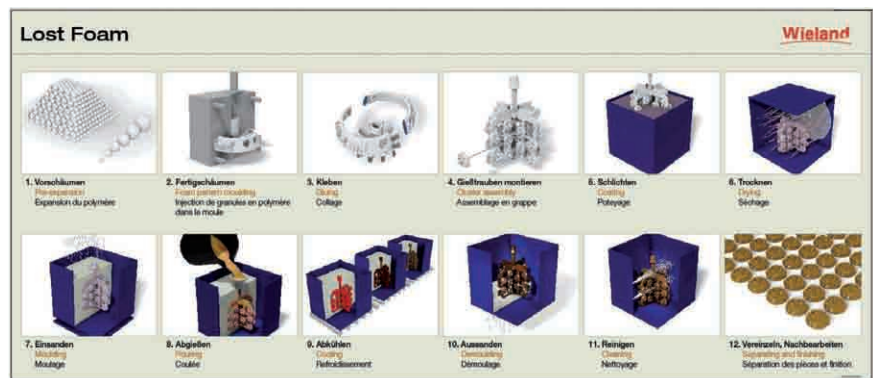 Lost Foam
Wieland
1. Vorschäumen
Pre-expansion
Expansion du polymère
2. Fertigschäumen
Foam pattern moulding
Injection de granules en polymère
dans le moule
3. Kleben
Gluing
Collage
4. Gießtrauben montieren
Cluster assembly
Assemblage en grappe
5. Schlichten
Coating
Poteyage
6. Trocknen
Drying
Séchage
7. Einsanden
Moulding
Moulage
8. Abgießen
Pouring
Coulée
9. Abkühlen
Cooling
Refroidissement
10. Aussanden
Demoulding
Démoulage
11. Reinigen
Cleaning
Nettoyage
12. Vereinzeln, Nachbearbeiten
Separating and finishing
Séparation des pièces et finition